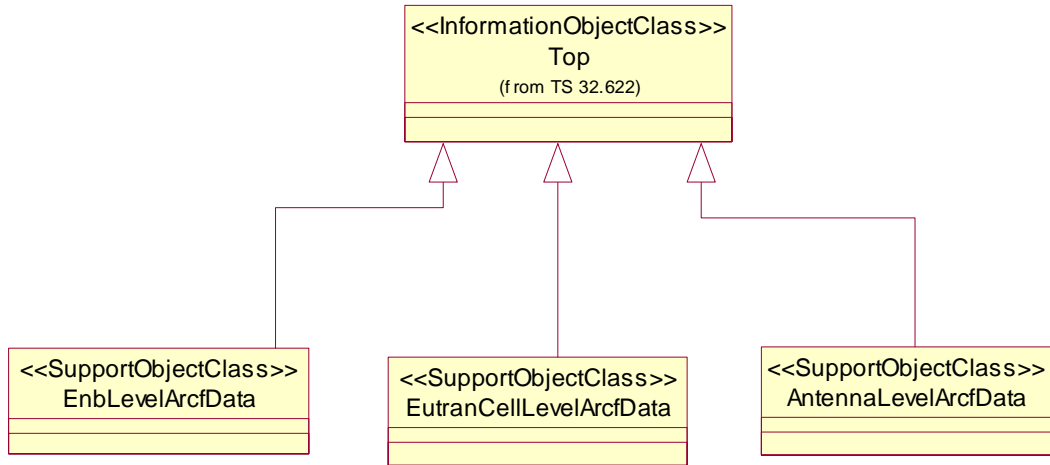 <<InformationObjectClass>>
Top
(from TS 32.622)
<<SupportObjectClass>>
EnbLevelArcfData
<<SupportObjectClass>>
EutranCellLevelArcfData
<<SupportObjectClass>>
AntennaLevelArcfData